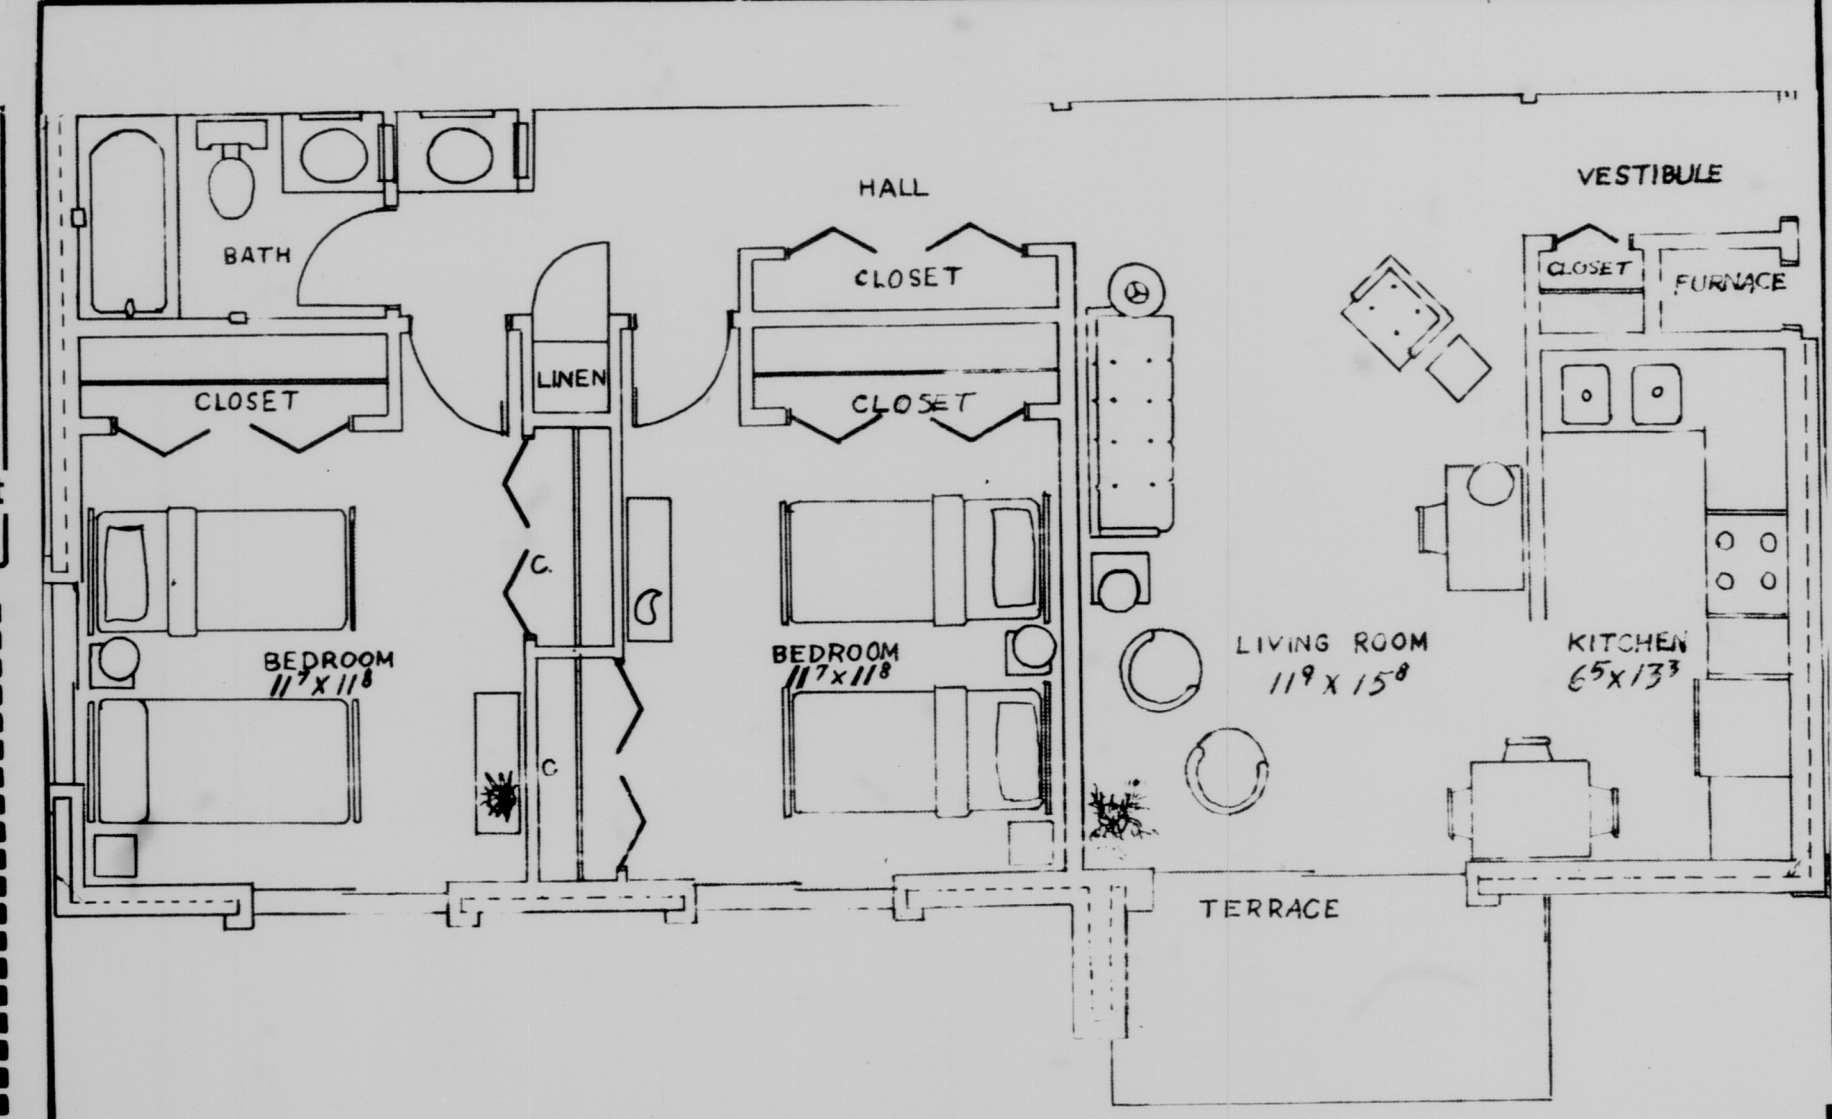 VESTIBULE
HALL
BATH
CLOSET
CLOSET
FURNACE
LINEN
CLOSET
CLOSET
C.
BEDROOM
11⁷ X 11⁸
BEDROOM
11⁷ X 11⁸
LIVING ROOM
11⁹ X 15⁸
KITCHEN
6⁵ X 13³
C
TERRACE